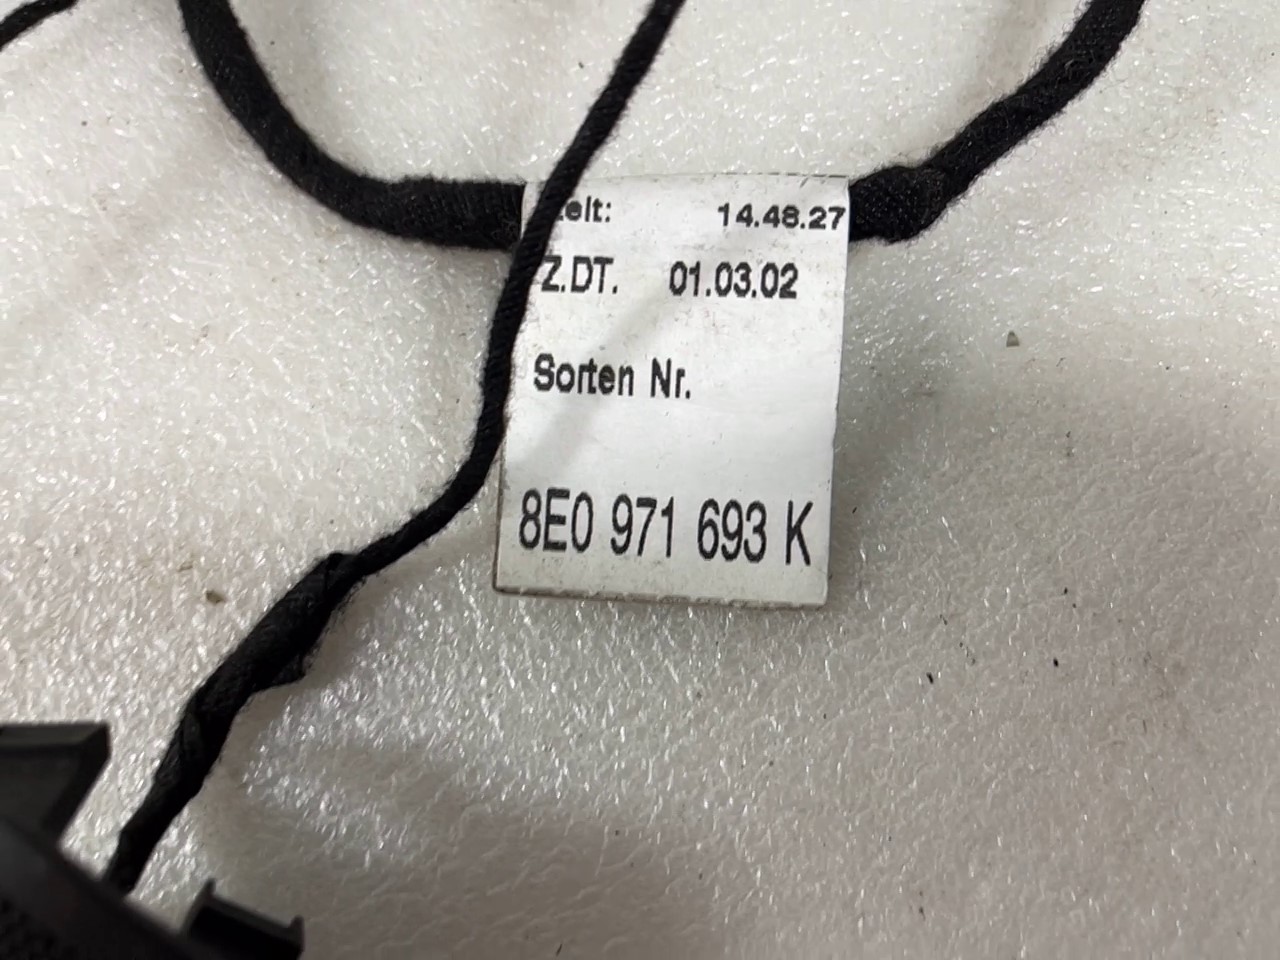 Zeit: 14.48.27
Z.DT. 01.03.02
Sorten Nr.
8E0 971 693 K